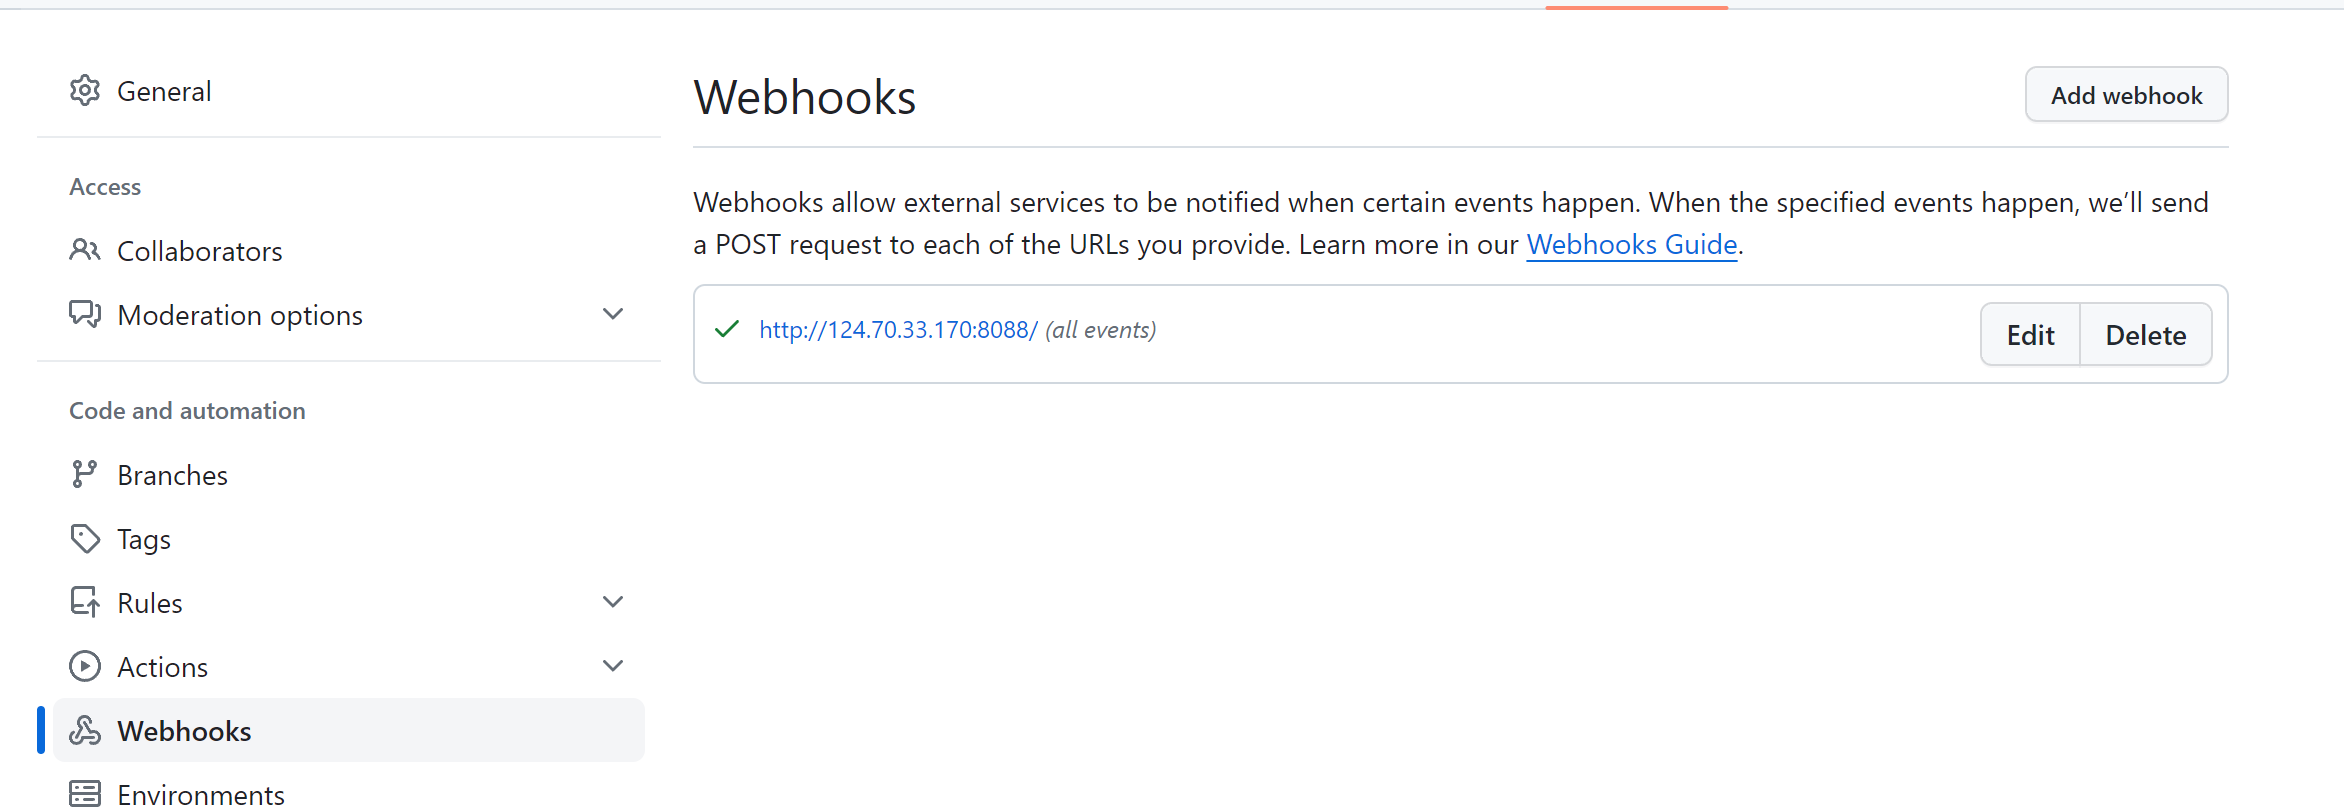 General
Access
Collaborators
Moderation options
Code and automation
Branches
Tags
Rules
Actions
Webhooks
Environments
Webhooks
Add webhook
Webhooks allow external services to be notified when certain events happen. When the specified events happen, we’ll send
a POST request to each of the URLs you provide. Learn more in our Webhooks Guide.
http://124.70.33.170:8088/ (all events)
Edit
Delete